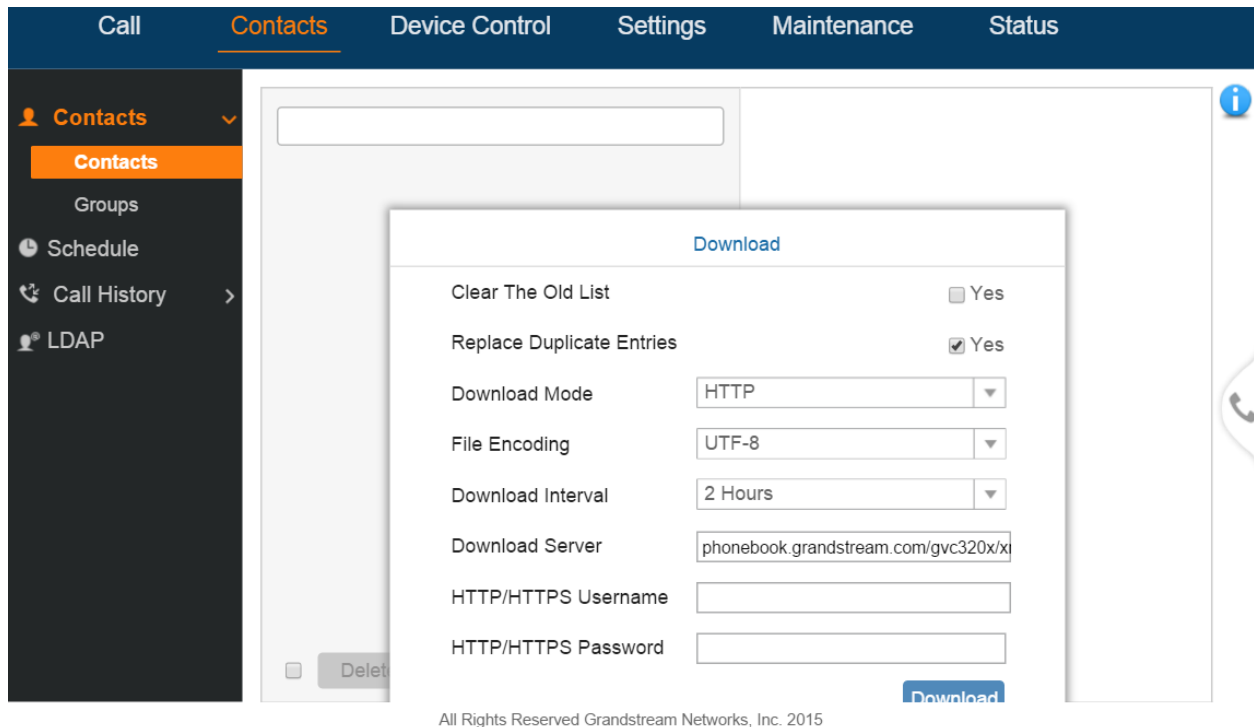 Call Contacts Device Control Settings Maintenance Status
Contacts
Contacts
Groups
Schedule
Call History
LDAP
Download
Clear The Old List Yes
Replace Duplicate Entries Yes
Download Mode HTTP
File Encoding UTF-8
Download Interval 2 Hours
Download Server phonebook.grandstream.com/gvc320x/x
HTTP/HTTPS Username
HTTP/HTTPS Password
Delet
Download
All Rights Reserved Grandstream Networks, Inc. 2015